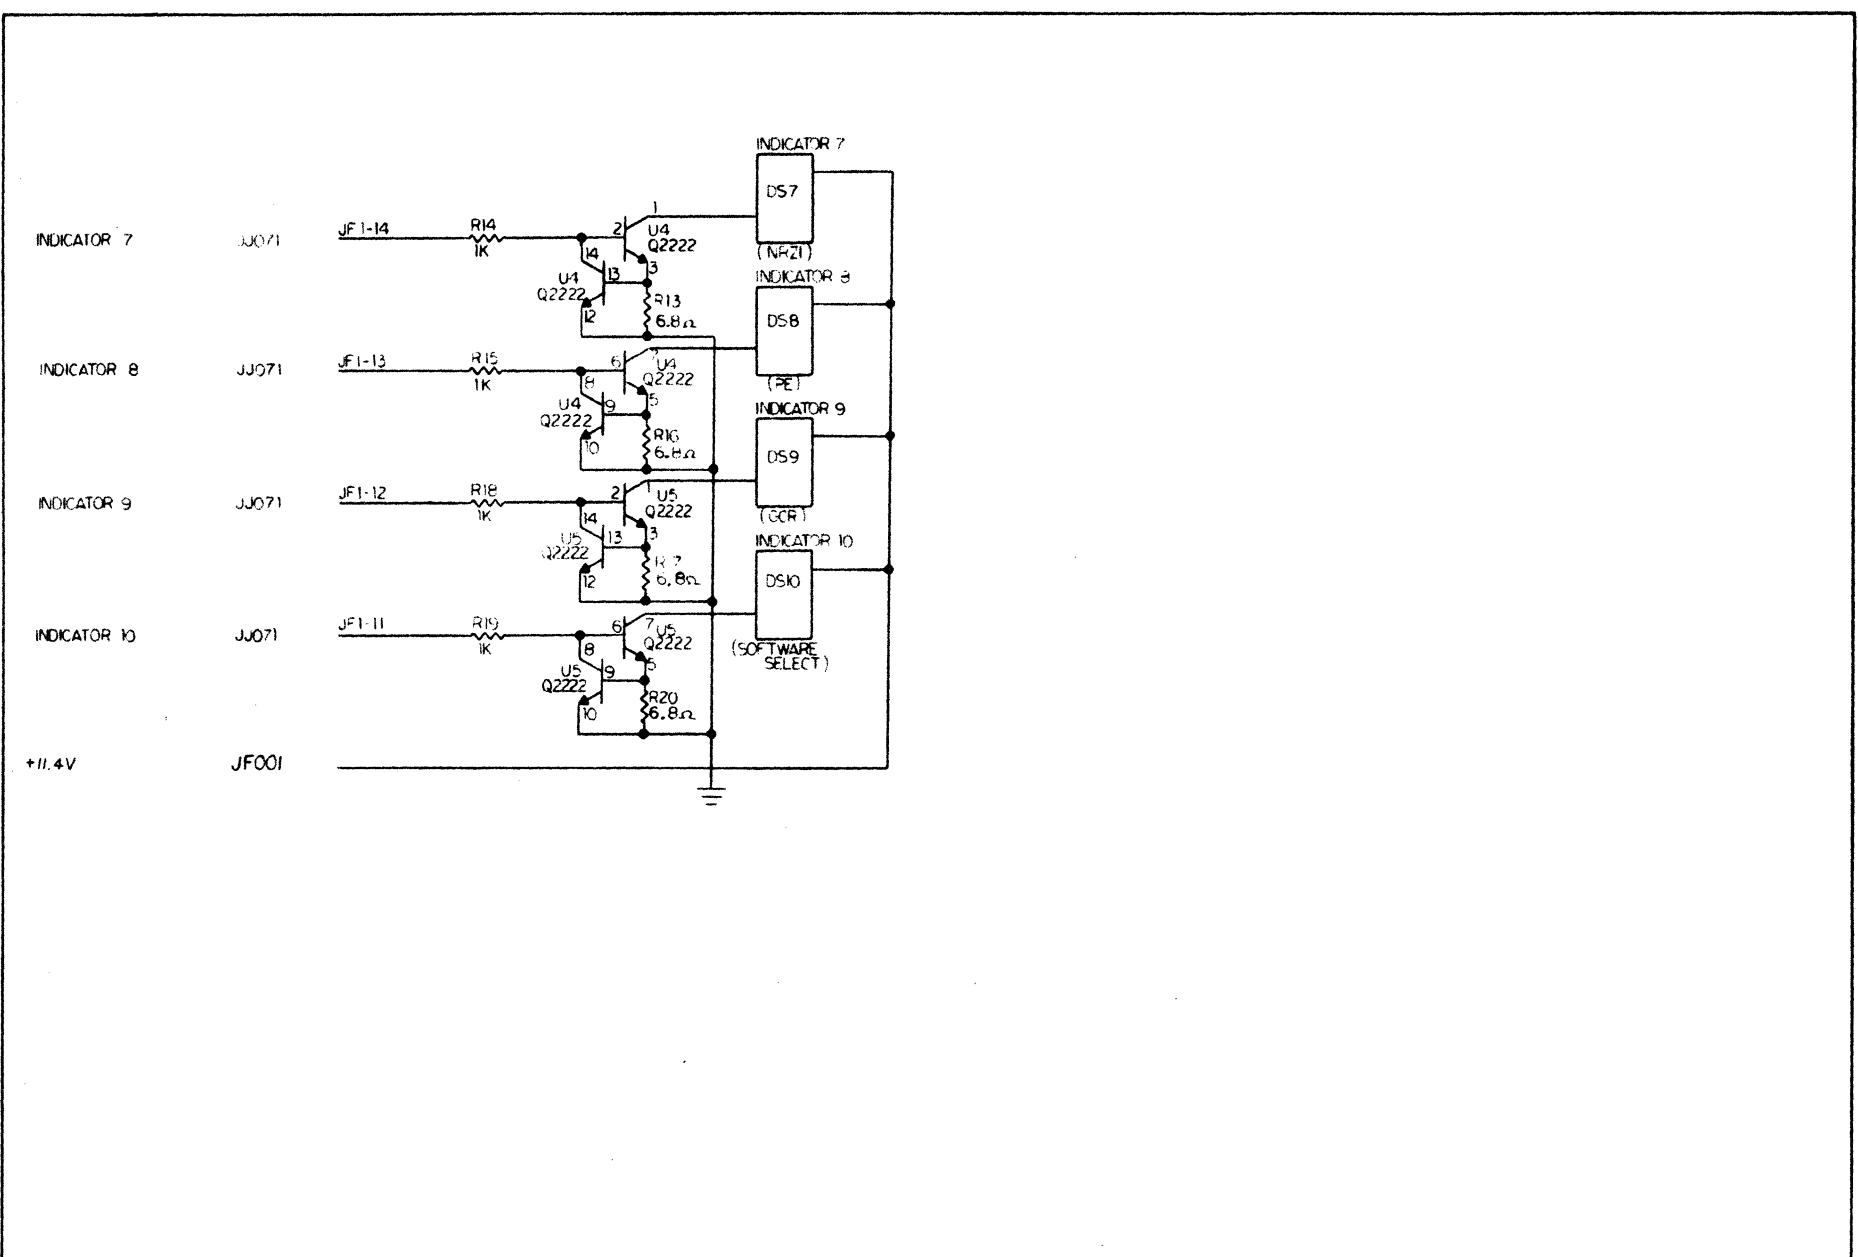 INDICATOR 7
DS7
(NRZI)
INDICATOR 7 JJ071 JF1-14 R14 1K
2 1 U4 Q2222 3
14 U4 Q2222 13 12
R13 6.8Ω
INDICATOR 8
DS8
(PE)
INDICATOR 8 JJ071 JF1-13 R15 1K
6 7 U4 Q2222 5
8 U4 Q2222 9 10
R16 6.8Ω
INDICATOR 9
DS9
(GCR)
INDICATOR 9 JJ071 JF1-12 R18 1K
2 1 U5 Q2222 3
14 U5 Q2222 13 12
6.8Ω
INDICATOR 10
DS10
(SOFTWARE
SELECT)
INDICATOR 10 JJ071 JF1-11 R19 1K
6 7 U5 Q2222 5
8 U5 Q2222 9 10
R20 6.8Ω
+11.4V JF001